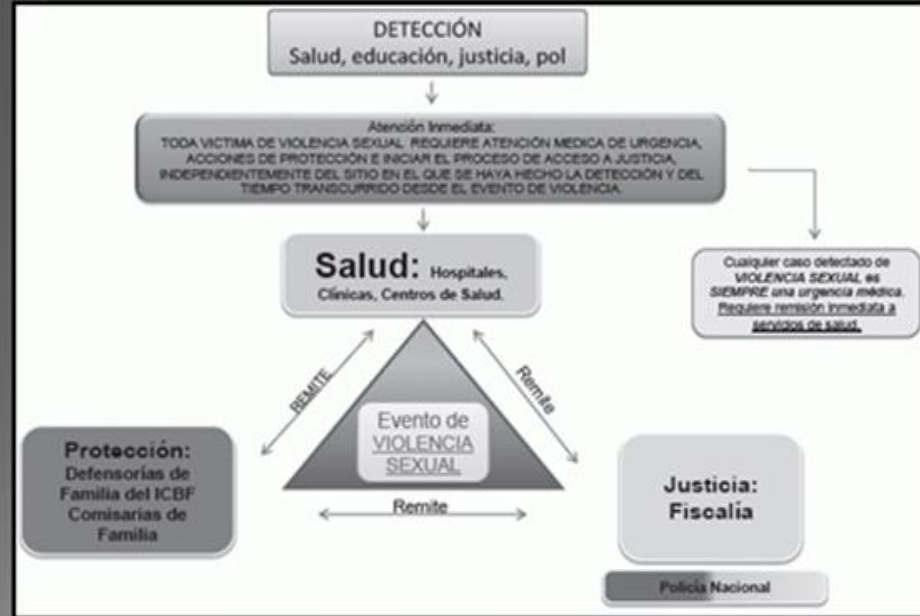 DETECCIÓN
Salud, educación, justicia, pol
Atención Inmediata:
TODA VICTIMA DE VIOLENCIA SEXUAL REQUIERE ATENCIÓN MEDICA DE URGENCIA,
ACCIONES DE PROTECCIÓN E INICIAR EL PROCESO DE ACCESO A JUSTICIA,
INDEPENDIENTEMENTE DEL SITIO EN EL QUE SE HAYA HECHO LA DETECCIÓN Y DEL
TIEMPO TRANSCURRIDO DESDE EL EVENTO DE VIOLENCIA.
Salud: Hospitales,
Clínicas, Centros de Salud.
Cualquier caso detectado de
VIOLENCIA SEXUAL es
SIEMPRE una urgencia médica.
Requiere remisión inmediata a
servicios de salud.
REMITE
Remite
Evento de
VIOLENCIA
SEXUAL
Remite
Protección:
Defensorías de
Familia del ICBF
Comisarias de
Familia
Justicia:
Fiscalía
Policía Nacional